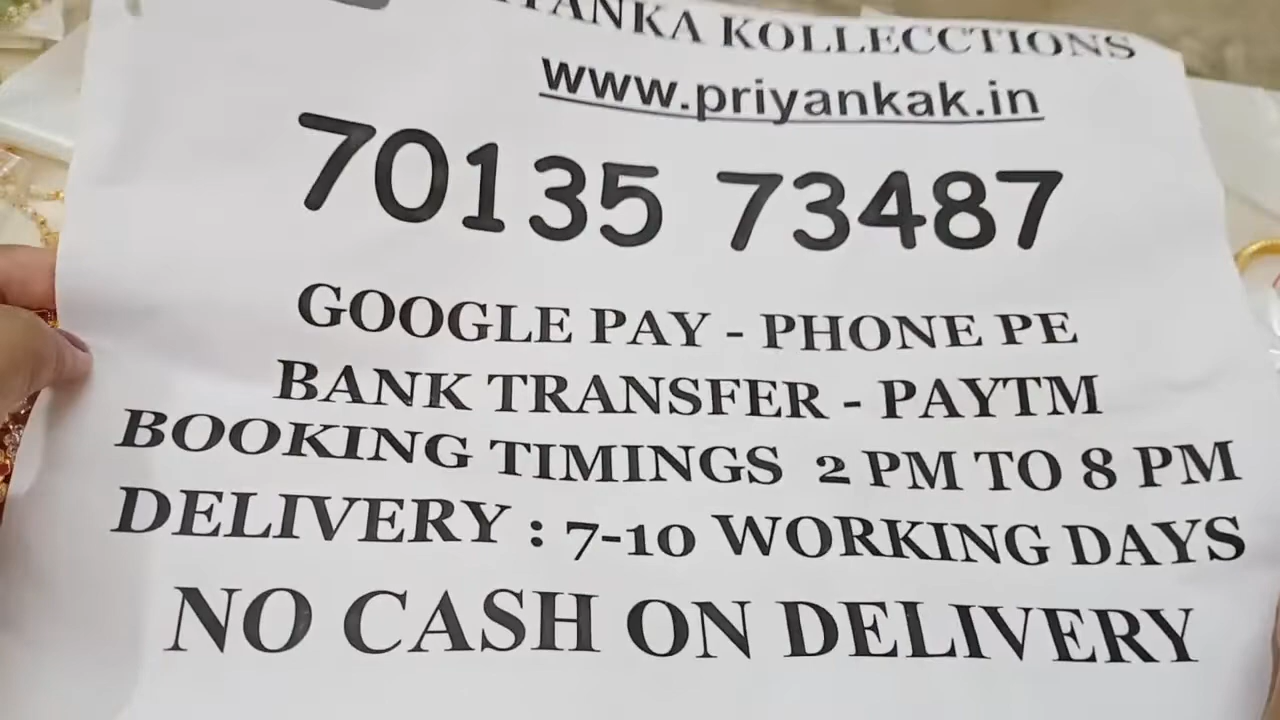 KOLLECCTIONS
www.priyankak.in
70135 73487
GOOGLE PAY - PHONE PE
BANK TRANSFER - PAYTM
BOOKING TIMINGS 2 PM TO 8 PM
DELIVERY : 7-10 WORKING DAYS
NO CASH ON DELIVERY